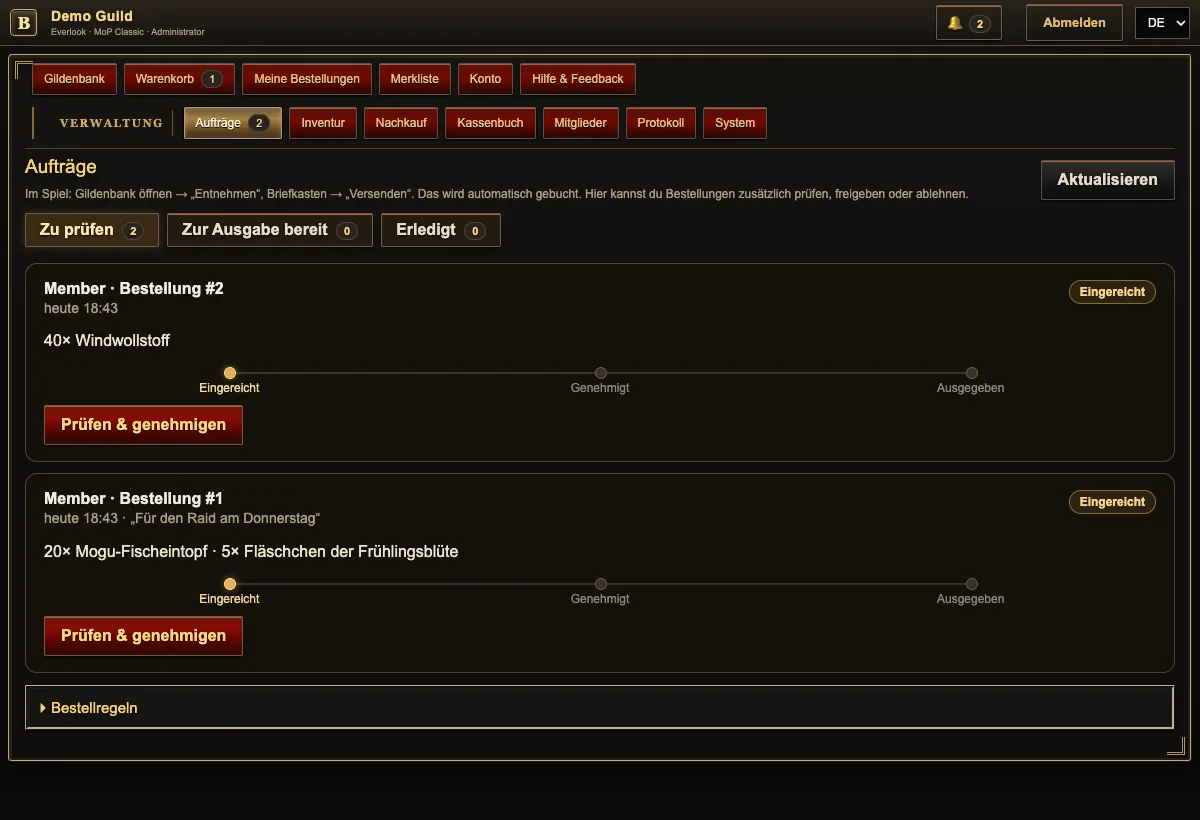 B
Demo Guild
Everlook · MoP Classic · Administrator
🔔 2
Abmelden
DE
Gildenbank
Warenkorb 1
Meine Bestellungen
Merkliste
Konto
Hilfe & Feedback
VERWALTUNG
Aufträge 2
Inventur
Nachkauf
Kassenbuch
Mitglieder
Protokoll
System
Aufträge
Im Spiel: Gildenbank öffnen → „Entnehmen“, Briefkasten → „Versenden“. Das wird automatisch gebucht. Hier kannst du Bestellungen zusätzlich prüfen, freigeben oder ablehnen.
Aktualisieren
Zu prüfen 2
Zur Ausgabe bereit 0
Erledigt 0
Member · Bestellung #2
Eingereicht
heute 18:43
40× Windwollstoff
Eingereicht
Genehmigt
Ausgegeben
Prüfen & genehmigen
Member · Bestellung #1
Eingereicht
heute 18:43 · „Für den Raid am Donnerstag“
20× Mogu-Fischeintopf · 5× Fläschchen der Frühlingsblüte
Eingereicht
Genehmigt
Ausgegeben
Prüfen & genehmigen
Bestellregeln